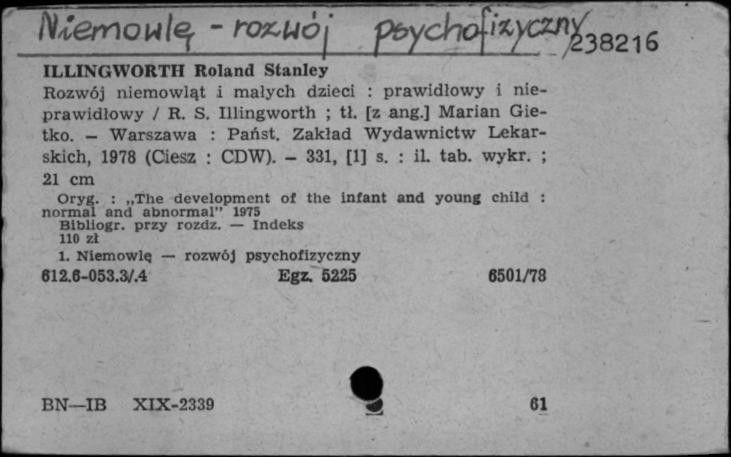 Niemowlę - rozwój psychofizyczny
238216
ILLINGWORTH Roland Stanley
Rozwój niemowląt i małych dzieci : prawidłowy i nie-
prawidłowy / R. S. Illingworth ; tł. [z ang.] Marian Gie-
tko. — Warszawa : Państ. Zakład Wydawnictw Lekar-
skich, 1978 (Ciesz : CDW). — 331, [1] s. : il. tab. wykr. ;
21 cm
Oryg. : „The development of the infant and young child :
normal and abnormal" 1975
Bibliogr. przy rozdz. — Indeks
110 zł
1. Niemowlę — rozwój psychofizyczny
612.6-053.3/.4 Egz. 5225 6501/78
BN—IB XIX-2339 61